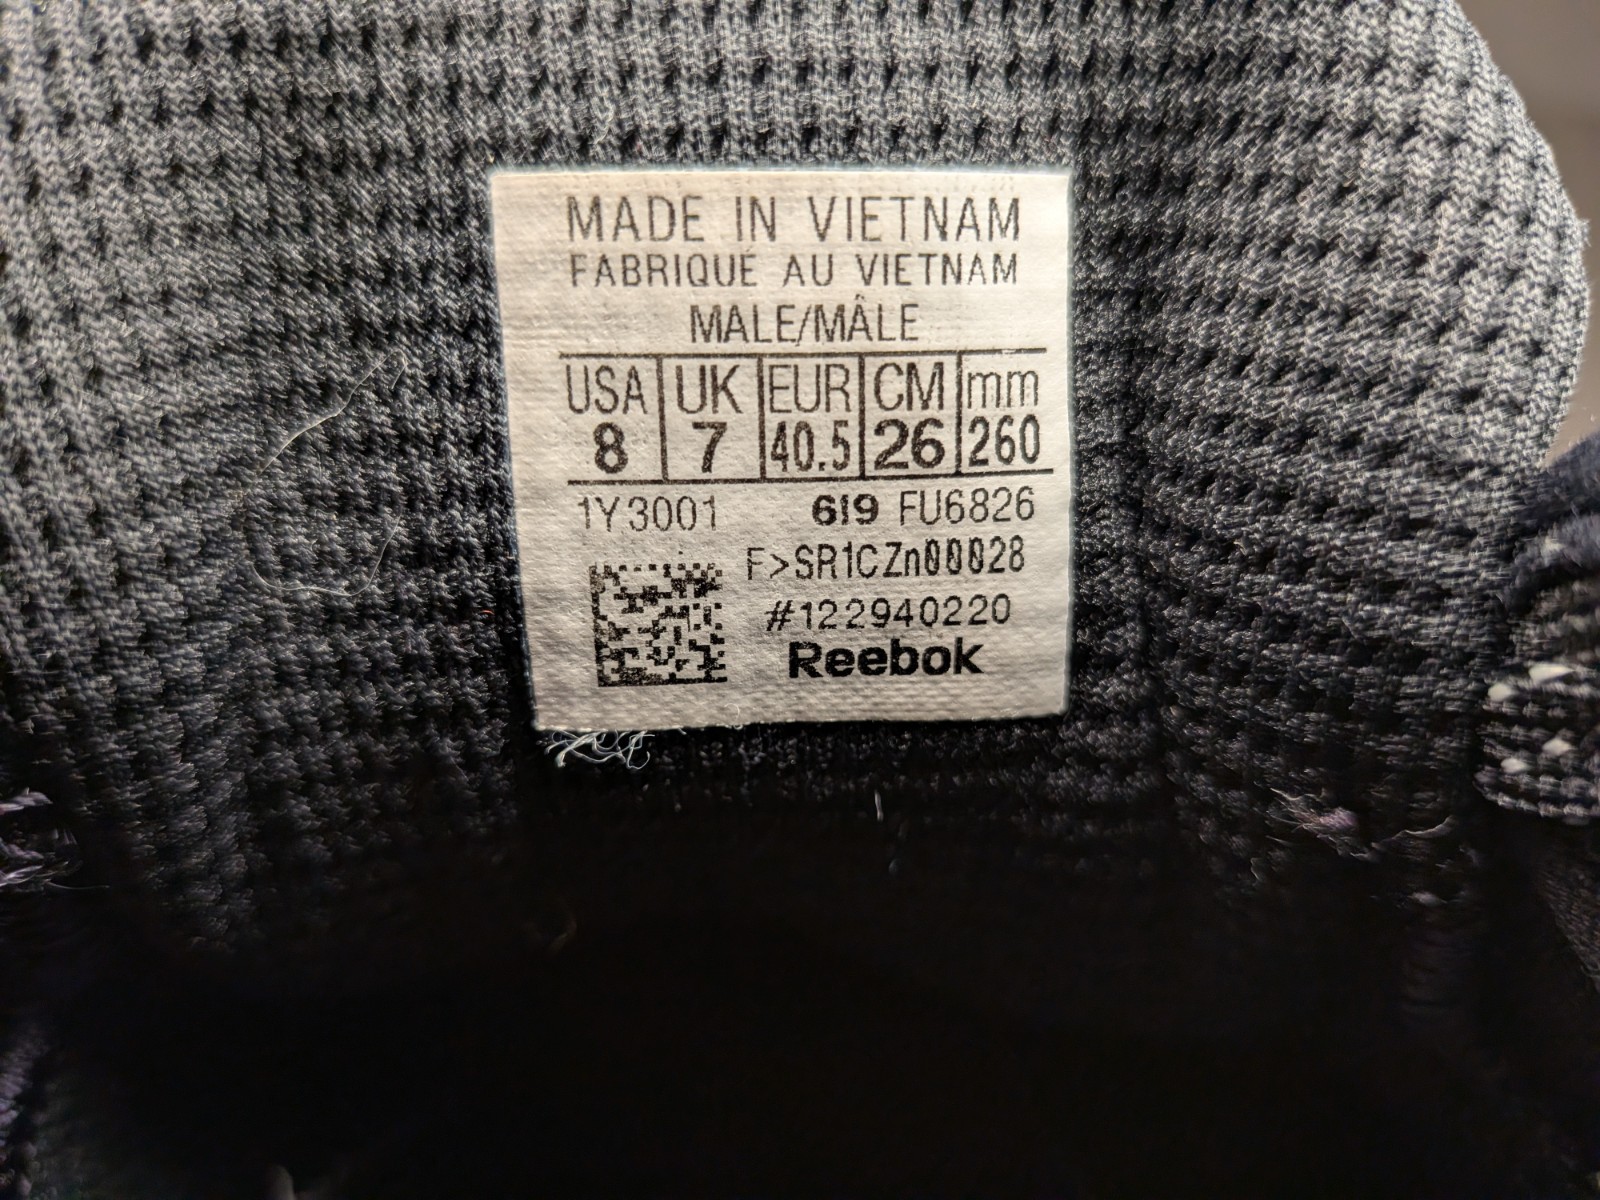 MADE IN VIETNAM
FABRIQUÉ AU VIETNAM
MALE/MÂLE
USA UK EUR CM mm
8 7 40.5 26 260
1Y3001 619 FU6826
F>SR1CZn00028
#122940220
Reebok